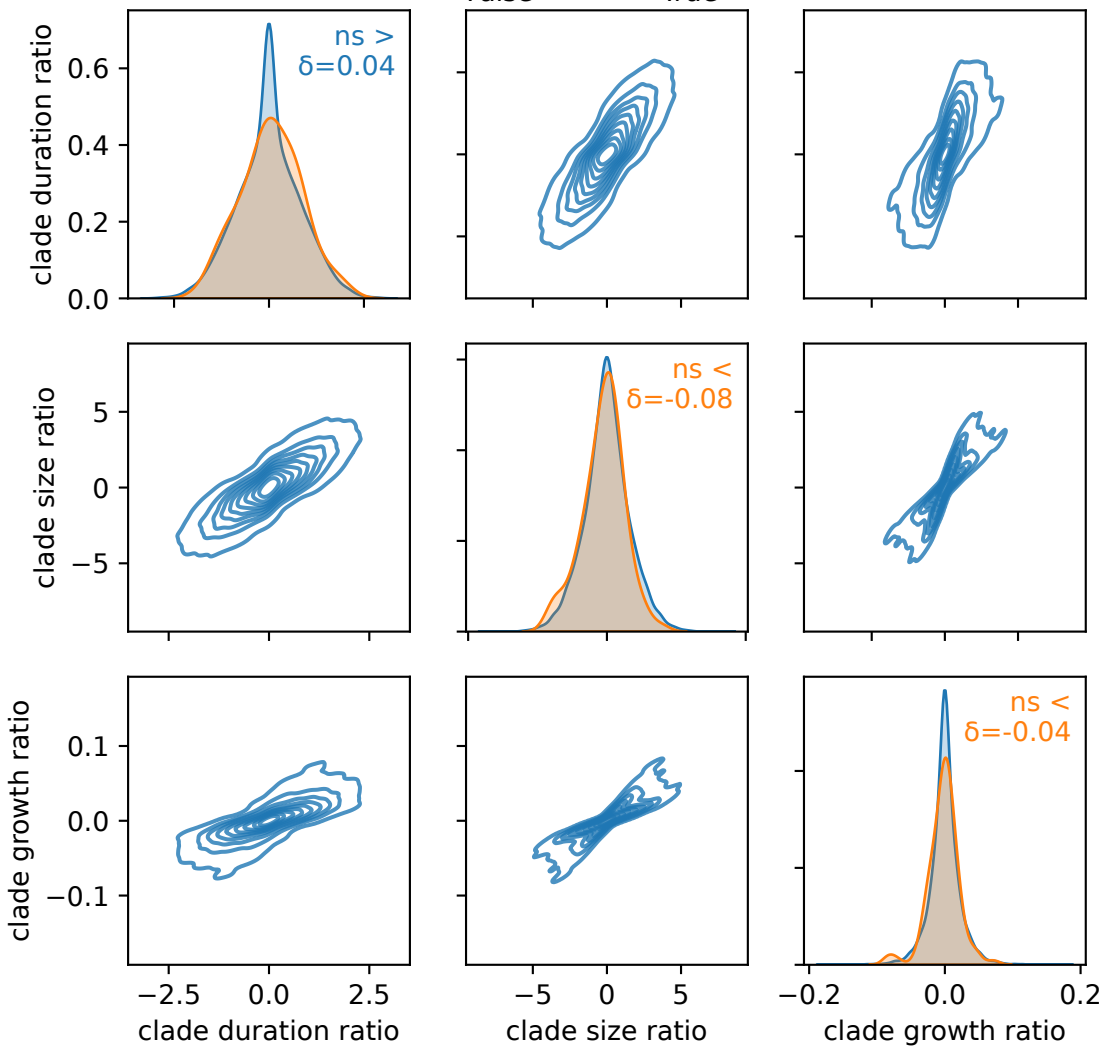 ns >
δ=0.04
clade duration ratio
0.6
0.4
0.2
0.0
ns <
δ=-0.08
clade size ratio
5
0
−5
ns <
δ=-0.04
clade growth ratio
0.1
0.0
−0.1
−2.5 0.0 2.5
−5 0 5
−0.2 0.0 0.2
clade duration ratio
clade size ratio
clade growth ratio